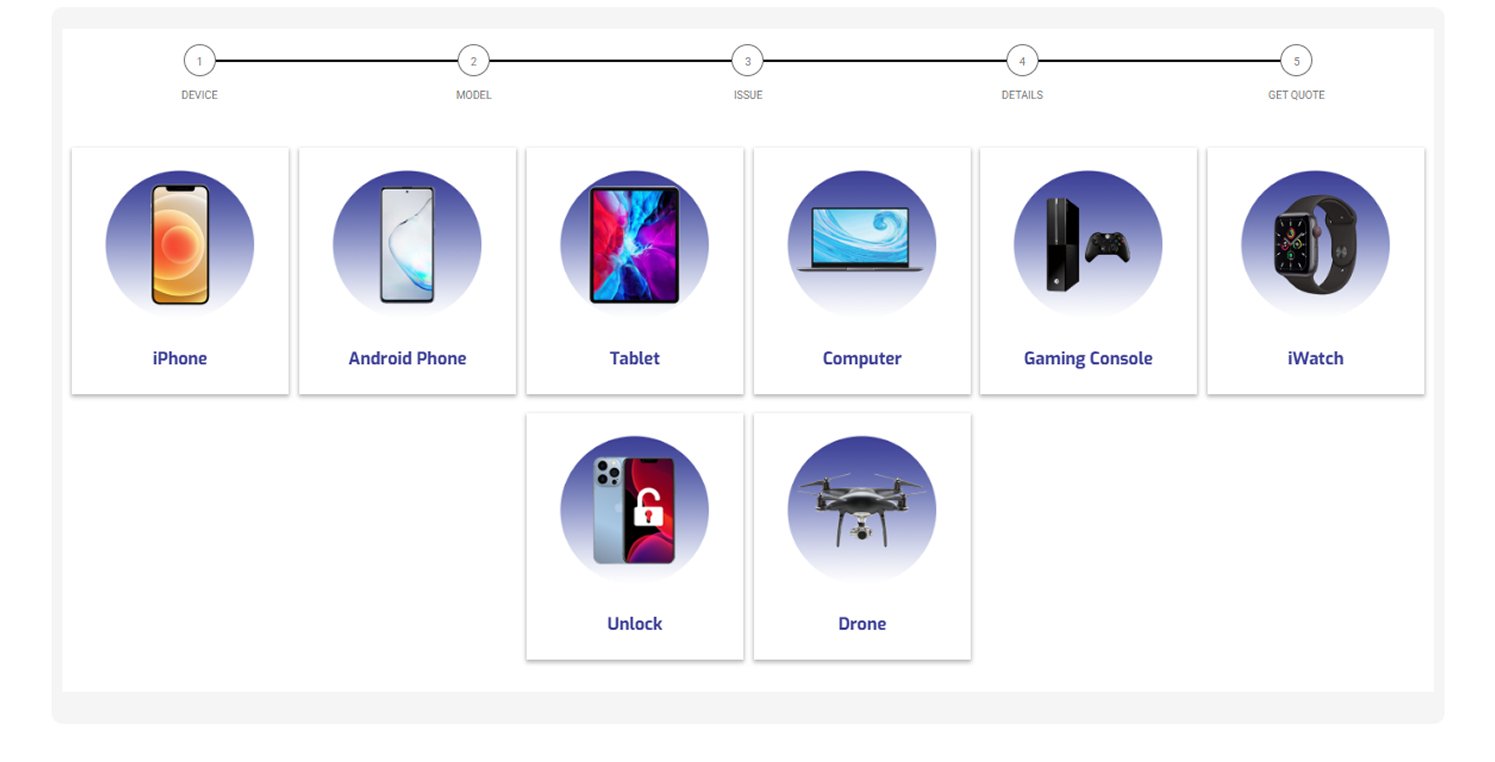 1
2
3
4
5
DEVICE
MODEL
ISSUE
DETAILS
GET QUOTE
iPhone
Android Phone
Tablet
Computer
Gaming Console
iWatch
Unlock
Drone